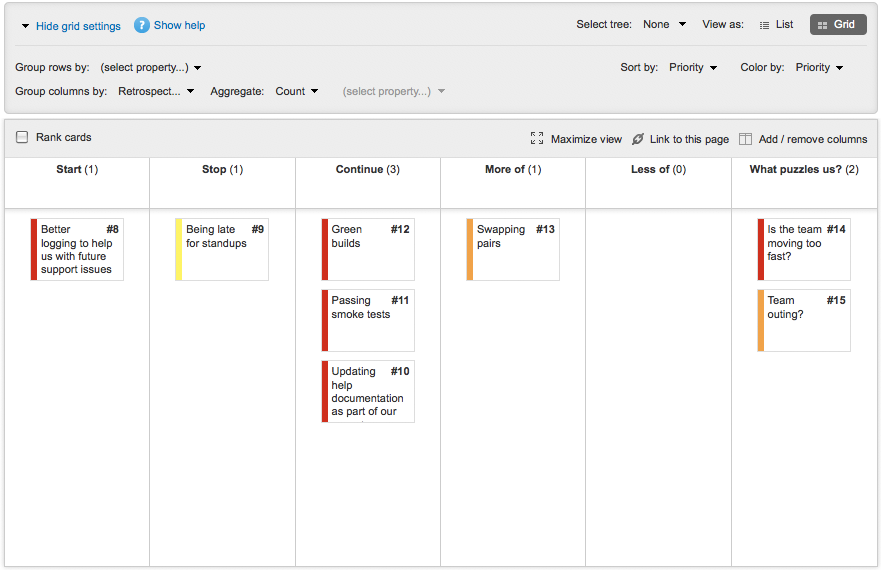 Hide grid settings ? Show help Select tree: None View as: List Grid
Group rows by: (select property...) Sort by: Priority Color by: Priority
Group columns by: Retrospect... Aggregate: Count (select property...)
Rank cards Maximize view Link to this page Add / remove columns
Start (1) Stop (1) Continue (3) More of (1) Less of (0) What puzzles us? (2)
Better #8
logging to help
us with future
support issues
Being late #9
for standups
Green #12
builds
Passing #11
smoke tests
Updating #10
help
documentation
as part of our
Swapping #13
pairs
Is the team #14
moving too
fast?
Team #15
outing?